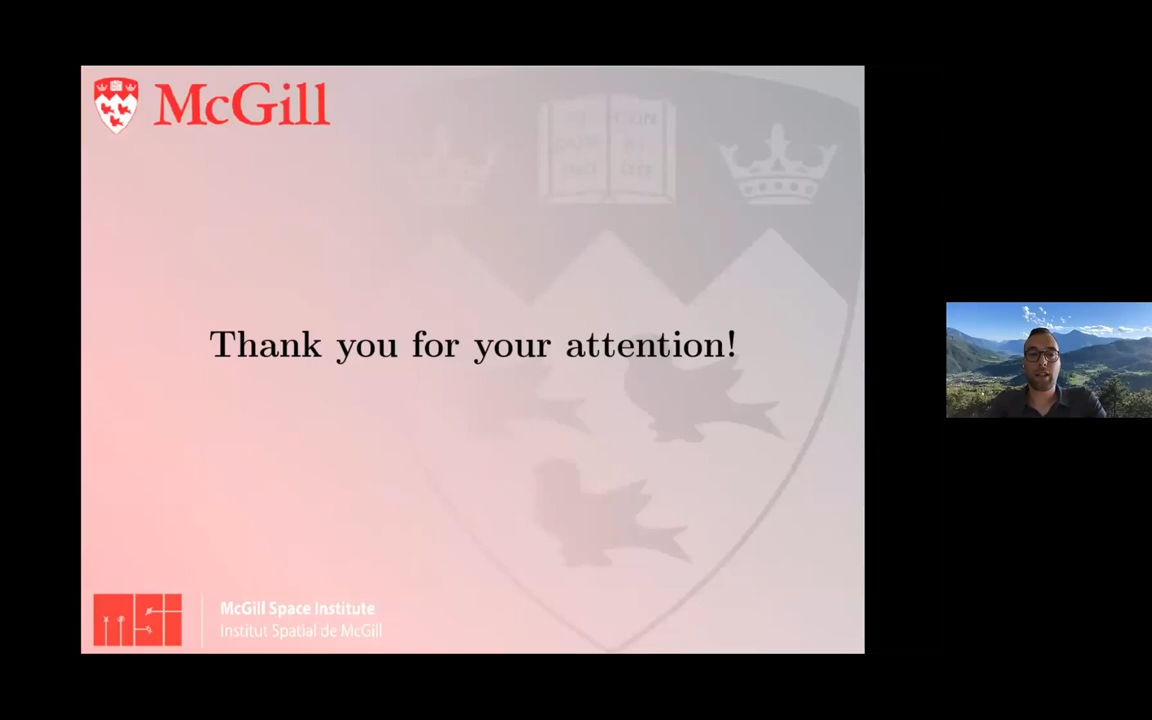 McGill
Thank you for your attention!
McGill Space Institute
Institut Spatial de McGill